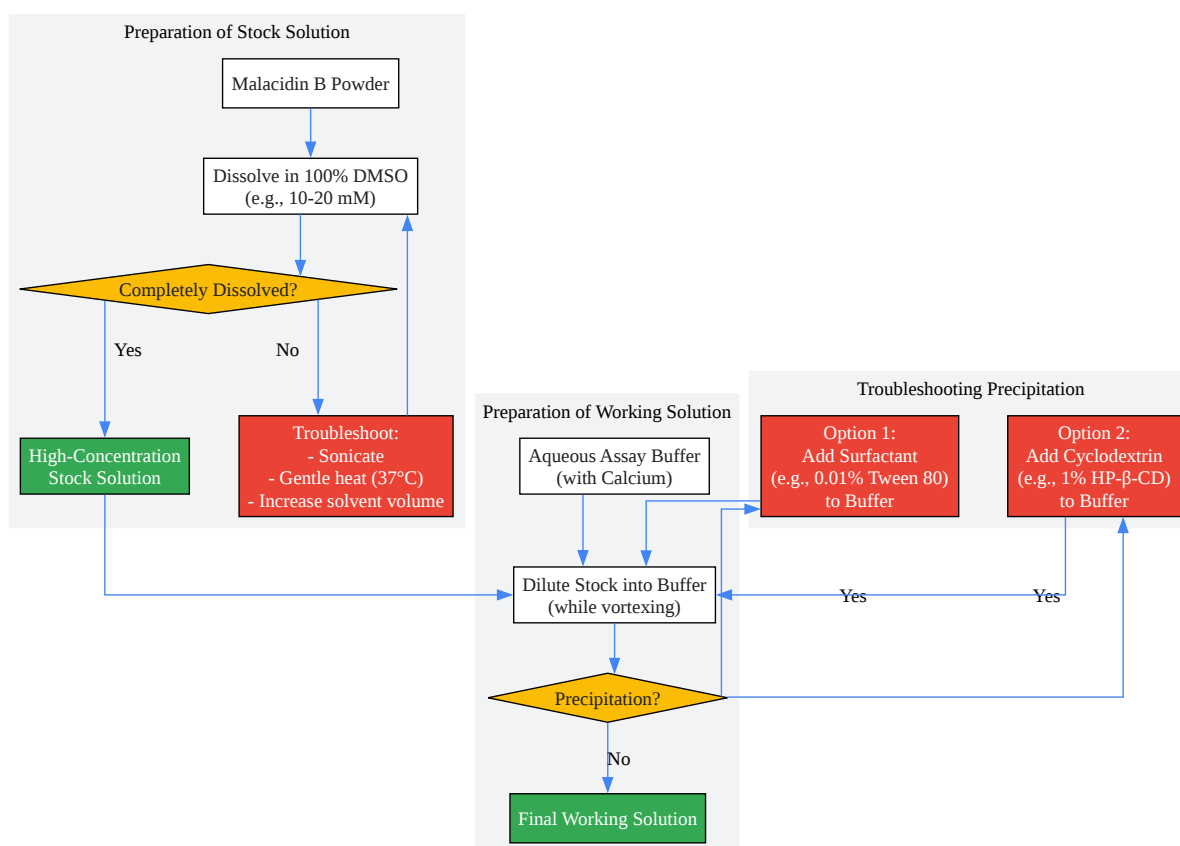 Preparation of Stock Solution
Malacidin B Powder
Dissolve in 100% DMSO
(e.g., 10-20 mM)
Completely Dissolved?
Yes
No
High-Concentration
Stock Solution
Troubleshoot:
- Sonicate
- Gentle heat (37°C)
- Increase solvent volume
Preparation of Working Solution
Aqueous Assay Buffer
(with Calcium)
Dilute Stock into Buffer
(while vortexing)
Precipitation?
No
Final Working Solution
Troubleshooting Precipitation
Option 1:
Add Surfactant
(e.g., 0.01% Tween 80)
to Buffer
Option 2:
Add Cyclodextrin
(e.g., 1% HP-β-CD)
to Buffer
Yes
Yes